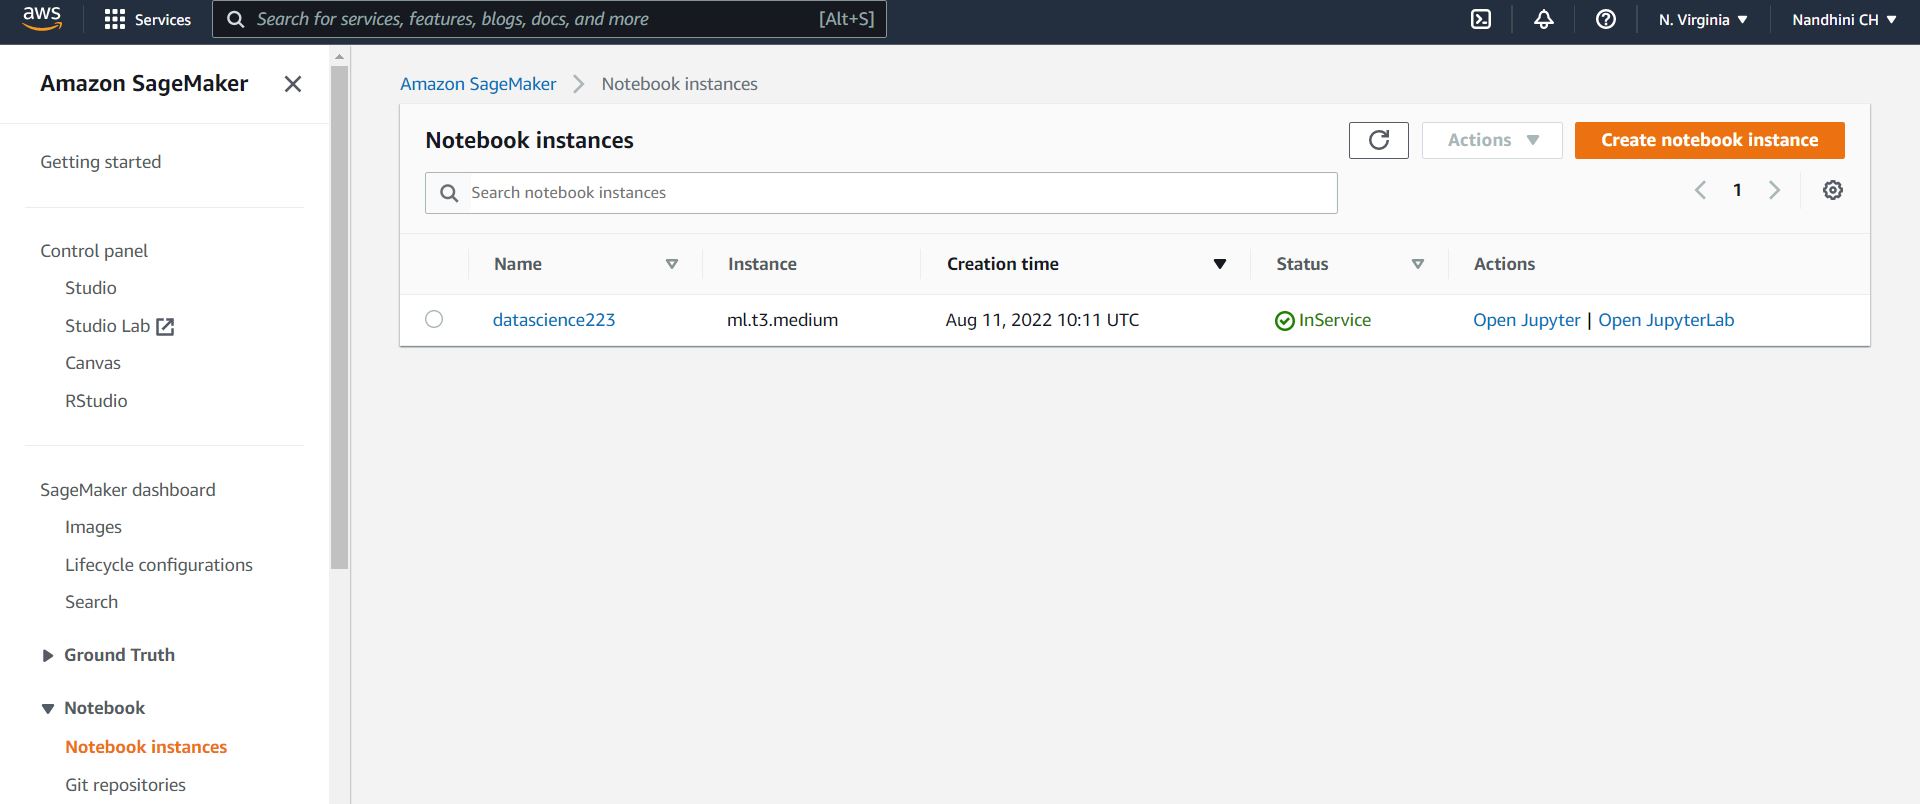 aws Services Search for services, features, blogs, docs, and more [Alt+S] N. Virginia Nandhini CH
Amazon SageMaker
Getting started
Control panel
Studio
Studio Lab
Canvas
RStudio
SageMaker dashboard
Images
Lifecycle configurations
Search
Ground Truth
Notebook
Notebook instances
Git repositories
Amazon SageMaker Notebook instances
Notebook instances Actions Create notebook instance
Search notebook instances 1
Name Instance Creation time Status Actions
datascience223 ml.t3.medium Aug 11, 2022 10:11 UTC InService Open Jupyter | Open JupyterLab